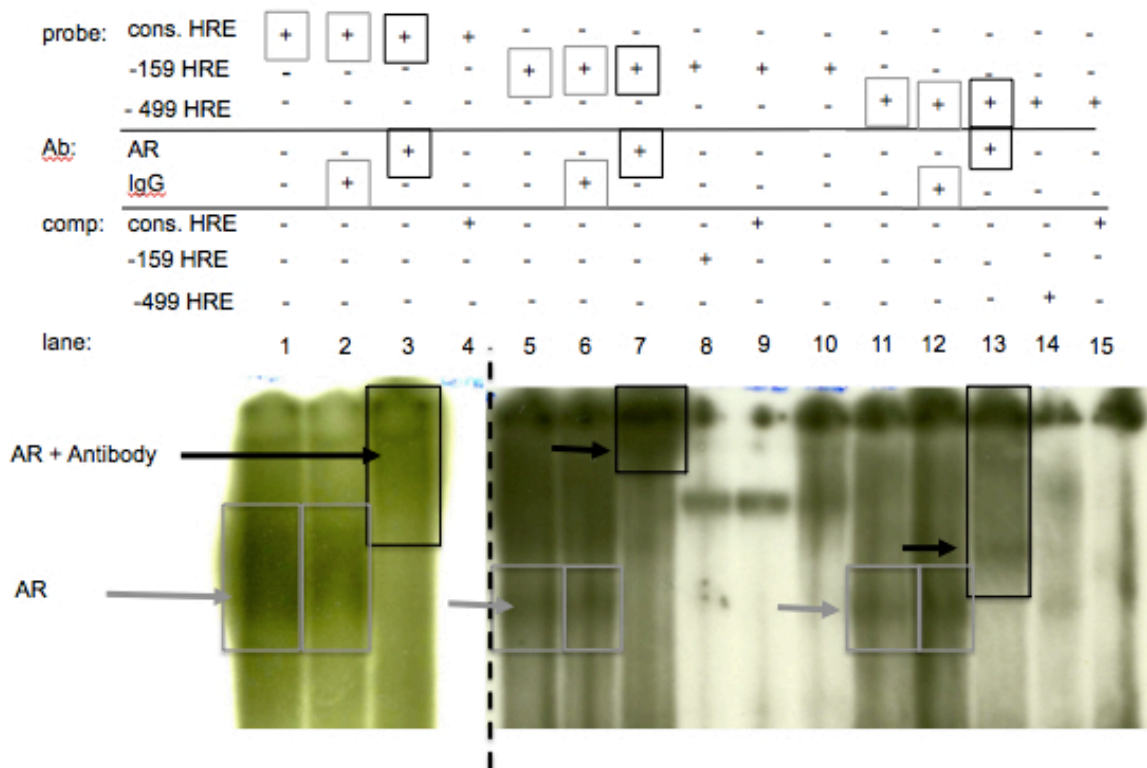 probe: cons. HRE + + + + - - - - - - - - - - -
-159 HRE - - - - + + + + + + - - - - -
- 499 HRE - - - - - - - - - - + + + + +
Ab: AR - - + - - - + - - - - - + - -
IgG - + - - - + - - - - - + - - -
comp: cons. HRE - - - + - - - - + - - - - - +
-159 HRE - - - - - - - + - - - - - - -
-499 HRE - - - - - - - - - - - - - + -
lane: 1 2 3 4 5 6 7 8 9 10 11 12 13 14 15
AR + Antibody
AR